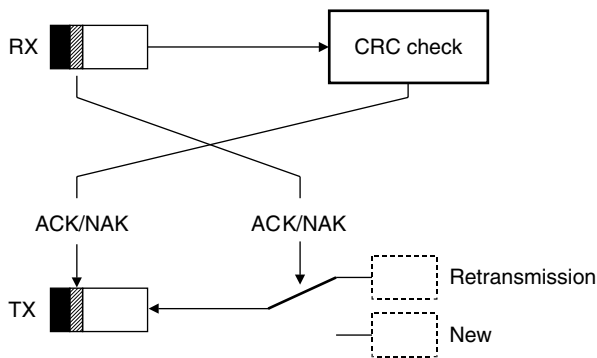 RX
CRC check
ACK/NAK
ACK/NAK
TX
Retransmission
New